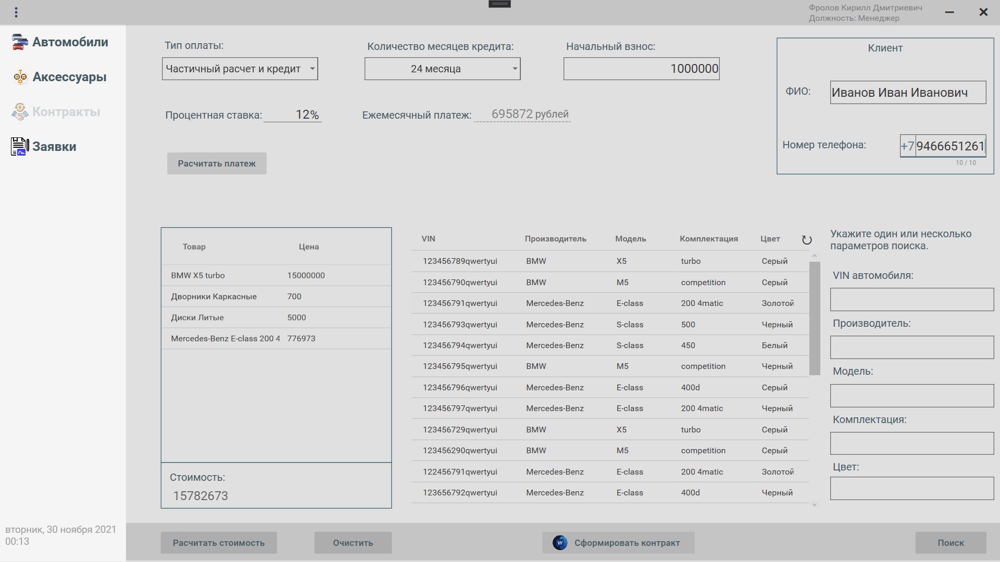 Фролов Кирилл Дмитриевич
Должность: Менеджер
Автомобили
Аксессуары
Контракты
Заявки
вторник, 30 ноября 2021
00:13
Тип оплаты:
Частичный расчет и кредит
Количество месяцев кредита:
24 месяца
Начальный взнос:
1000000
Процентная ставка: 12%
Ежемесячный платеж: 695872 рублей
Расчитать платеж
Клиент
ФИО: Иванов Иван Иванович
Номер телефона: +7 9466651261
10 / 10
Товар Цена
BMW X5 turbo 15000000
Дворники Каркасные 700
Диски Литые 5000
Mercedes-Benz E-class 200 4 776973
Стоимость:
15782673
VIN Производитель Модель Комплектация Цвет
123456789qwertyui BMW X5 turbo Серый
123456790qwertyui BMW M5 competition Серый
123456791qwertyui Mercedes-Benz E-class 200 4matic Золотой
123456793qwertyui Mercedes-Benz S-class 500 Черный
123456794qwertyui Mercedes-Benz S-class 450 Белый
123456795qwertyui BMW M5 competition Черный
123456796qwertyui Mercedes-Benz E-class 400d Серый
123456797qwertyui Mercedes-Benz E-class 200 4matic Черный
123456729qwertyui BMW X5 turbo Серый
123456290qwertyui BMW M5 competition Серый
122456791qwertyui Mercedes-Benz E-class 200 4matic Золотой
123656792qwertyui Mercedes-Benz E-class 400d Черный
Укажите один или несколько
параметров поиска.
VIN автомобиля:
Производитель:
Модель:
Комплектация:
Цвет:
Расчитать стоимость
Очистить
W Сформировать контракт
Поиск